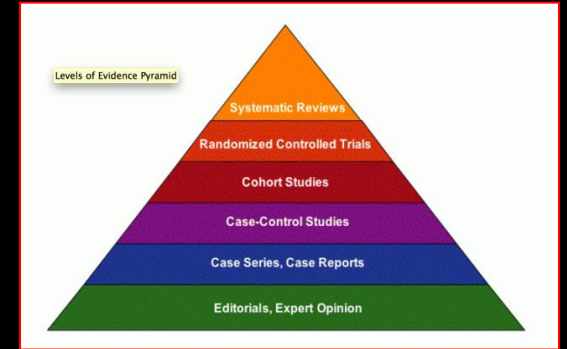 Levels of Evidence Pyramid
Systematic Reviews
Randomized Controlled Trials
Cohort Studies
Case-Control Studies
Case Series, Case Reports
Editorials, Expert Opinion